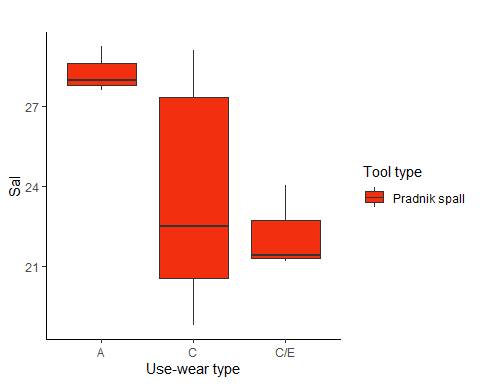 Sal
27
24
21
A
C
C/E
Use-wear type
Tool type
Pradnik spall